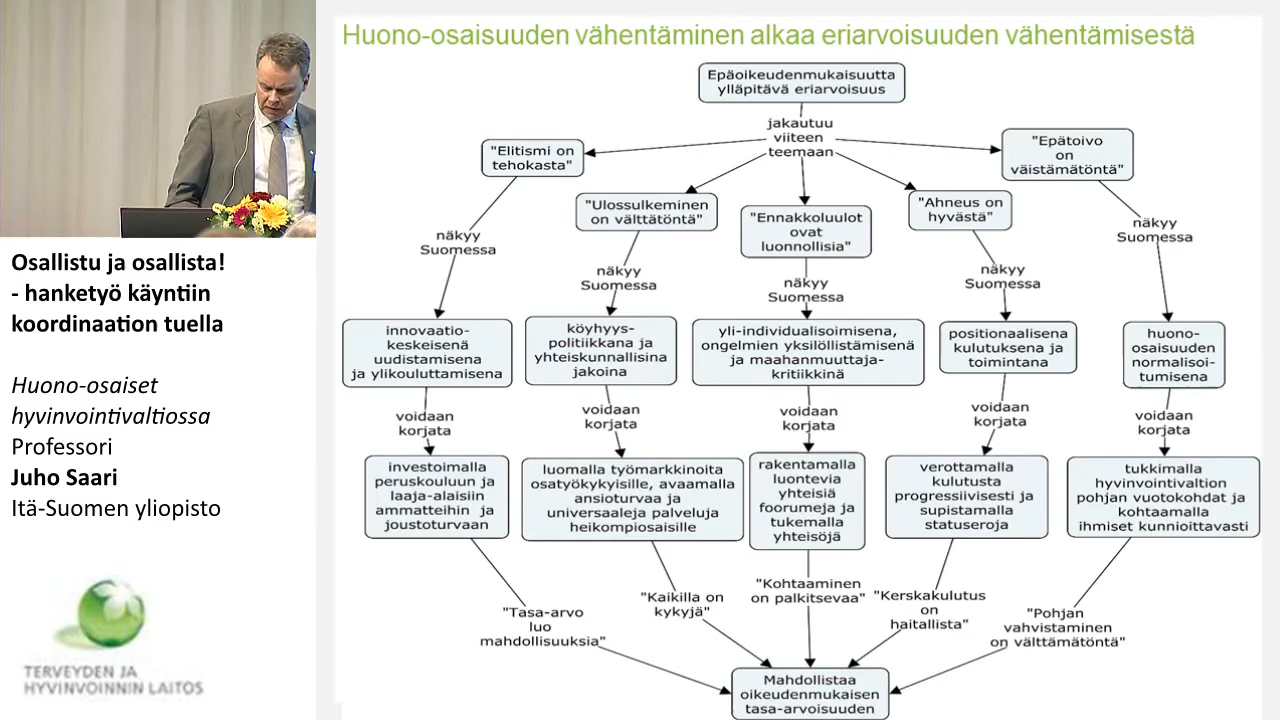 Huono-osaisuuden vähentäminen alkaa eriarvoisuuden vähentämisestä
Epäoikeudenmukaisuutta
ylläpitävä eriarvoisuus
jakautuu
viiteen
teemaan
"Elitismi on
tehokasta"
"Ulossulkeminen
on välttätöntä"
"Ennakkoluulot
ovat
luonnollisia"
"Ahneus on
hyvästä"
"Epätoivo
on
väistämätöntä"
näkyy
Suomessa
näkyy
Suomessa
näkyy
Suomessa
näkyy
Suomessa
näkyy
Suomessa
innovaatio-
keskeisenä
uudistamisena
ja ylikouluttamisena
köyhyys-
politiikkana ja
yhteiskunnallisina
jakoina
yli-individualisoimisena,
ongelmien yksilöllistämisenä
ja maahanmuuttaja-
kritiikkinä
positionaalisena
kulutuksena ja
toimintana
huono-
osaisuuden
normalisoi-
tumisena
voidaan
korjata
voidaan
korjata
voidaan
korjata
voidaan
korjata
voidaan
korjata
investoimalla
peruskouluun ja
laaja-alaisiin
ammatteihin ja
joustoturvaan
luomalla työmarkkinoita
osatyökykyisille, avaamalla
ansioturvaa ja
universaaleja palveluja
heikompiosaisille
rakentamalla
luontevia
yhteisiä
foorumeja ja
tukemalla
yhteisöjä
verottamalla
kulutusta
progressiivisesti ja
supistamalla
statuseroja
tukkimalla
hyvinvointivaltion
pohjan vuotokohdat ja
kohtaamalla
ihmiset kunnioittavasti
"Tasa-arvo
luo
mahdollisuuksia"
"Kaikilla on
kykyjä"
"Kohtaaminen
on palkitsevaa"
"Kerskakulutus
on
haitallista"
"Pohjan
vahvistaminen
on välttämätöntä"
Mahdollistaa
oikeudenmukaisen
tasa-arvoisuuden
Osallistu ja osallista!
- hanketyö käyntiin
koordinaation tuella
Huono-osaiset
hyvinvointivaltiossa
Professori
Juho Saari
Itä-Suomen yliopisto
TERVEYDEN JA
HYVINVOINNIN LAITOS